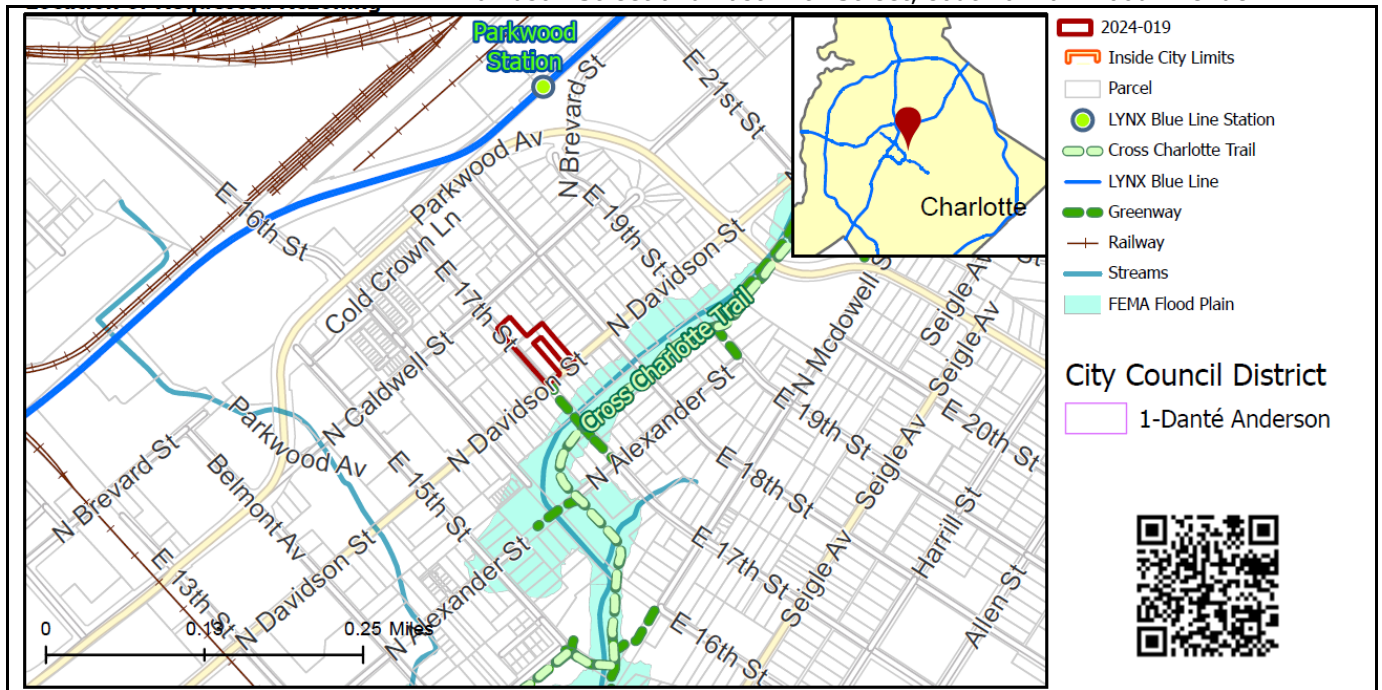 Parkwood
Station
N Brevard St
E 21st St
Parkwood Av
E 16th St
Cold Crown Ln
E 19th St
N Davidson St
Charlotte
E 17th St
N Caldwell St
N Davidson St
Cross Charlotte Trail
N Mcdowell S
Seigle Av
Seigle Av
N Alexander St
E 19th St
E 20th St
Parkwood Av
E 15th St
N Brevard St
Belmont Av
E 18th St
Seigle Av
Harrill St
E 13th St
N Davidson St
N Alexander St
E 17th St
Seigle Av
Allen St
E 16th St
0
0.13
0.25 Miles
2024-019
Inside City Limits
Parcel
LYNX Blue Line Station
Cross Charlotte Trail
LYNX Blue Line
Greenway
Railway
Streams
FEMA Flood Plain
City Council District
1-Danté Anderson